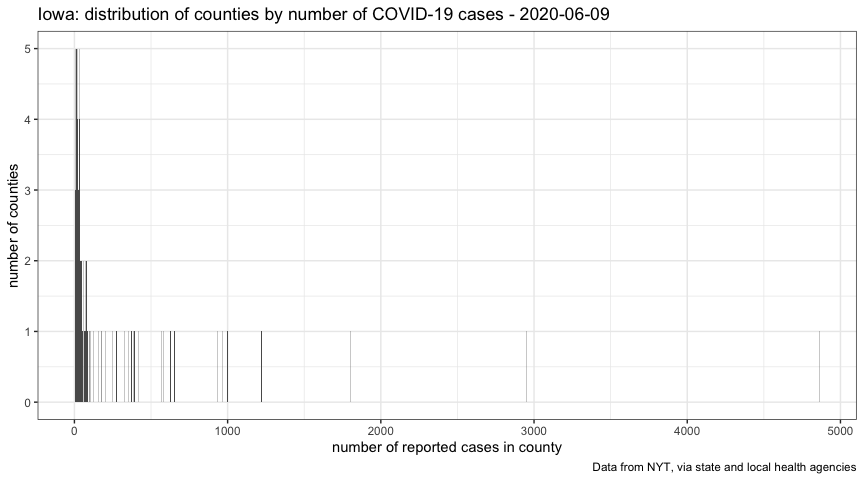 Iowa: distribution of counties by number of COVID-19 cases - 2020-06-09
5
4
3
2
1
0
number of counties
0 1000 2000 3000 4000 5000
number of reported cases in county
Data from NYT, via state and local health agencies